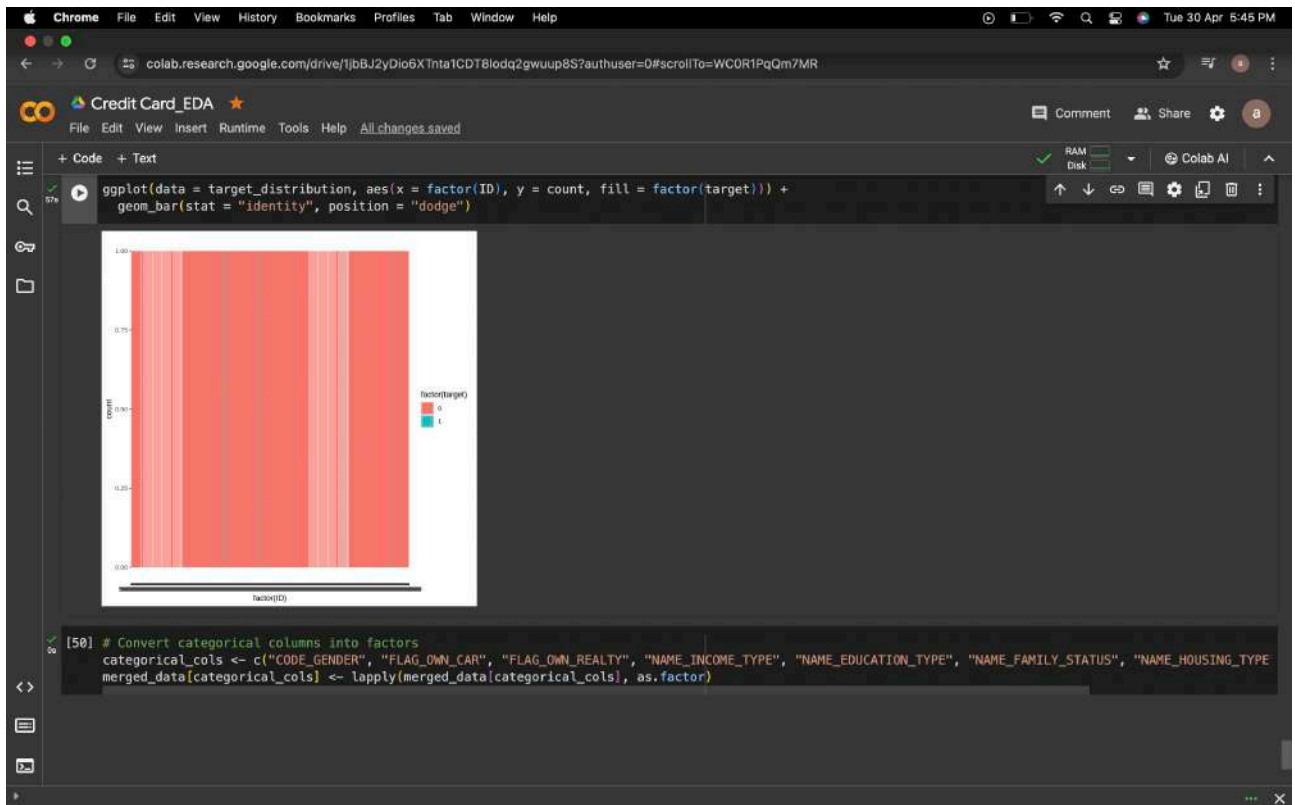 Chrome File Edit View History Bookmarks Profiles Tab Window Help Tue 30 Apr 5:45 PM
colab.research.google.com/drive/1jbBJ2yDio6XTnta1CDT8lodq2gwuup8S?authuser=0#scrollTo=WC0R1PqQm7MR
CO Credit Card_EDA Comment Share a
File Edit View Insert Runtime Tools Help All changes saved
+ Code + Text RAM Disk Colab AI
57s ggplot(data = target_distribution, aes(x = factor(ID), y = count, fill = factor(target))) +
geom_bar(stat = "identity", position = "dodge")
1.00
0.75
factor(target)
0
count
0.50
1
0.25
0.00
factor(ID)
[50] # Convert categorical columns into factors
0s categorical_cols <- c("CODE_GENDER", "FLAG_OWN_CAR", "FLAG_OWN_REALTY", "NAME_INCOME_TYPE", "NAME_EDUCATION_TYPE", "NAME_FAMILY_STATUS", "NAME_HOUSING_TYPE
merged_data[categorical_cols] <- lapply(merged_data[categorical_cols], as.factor)